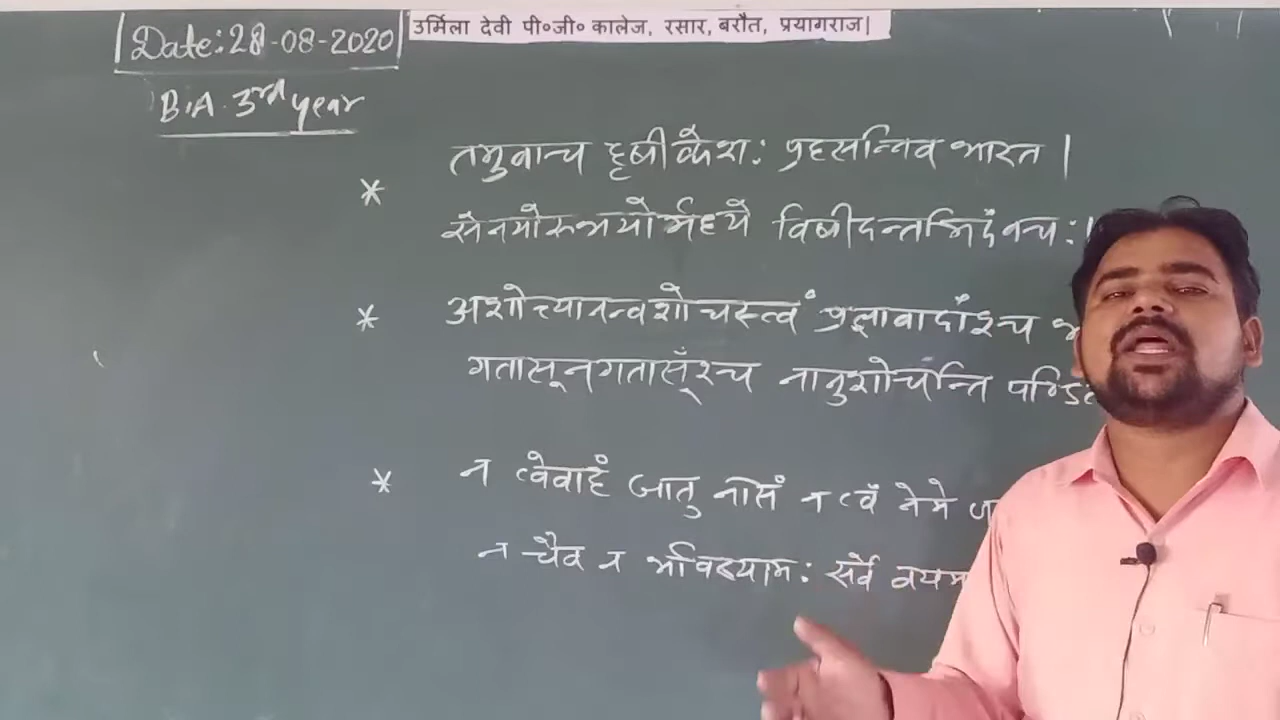 उर्मिला देवी पी०जी० कालेज, रसार, बरौत, प्रयागराज|
Date:28-08-2020
B.A. 3rd year
तमुवाच हृषीकेशः प्रहसन्निव भारत |
* सेनयोरुभयोर्मध्ये विषीदन्तमिदं वचः |
* अशोच्यानन्वशोचस्त्वं प्रज्ञावादांश्च
गतासूनगतासूँश्च नानुशोचन्ति
* न त्वेवाहं जातु नासं न त्वं नेमे
न चैव न भविष्यामः सर्वे